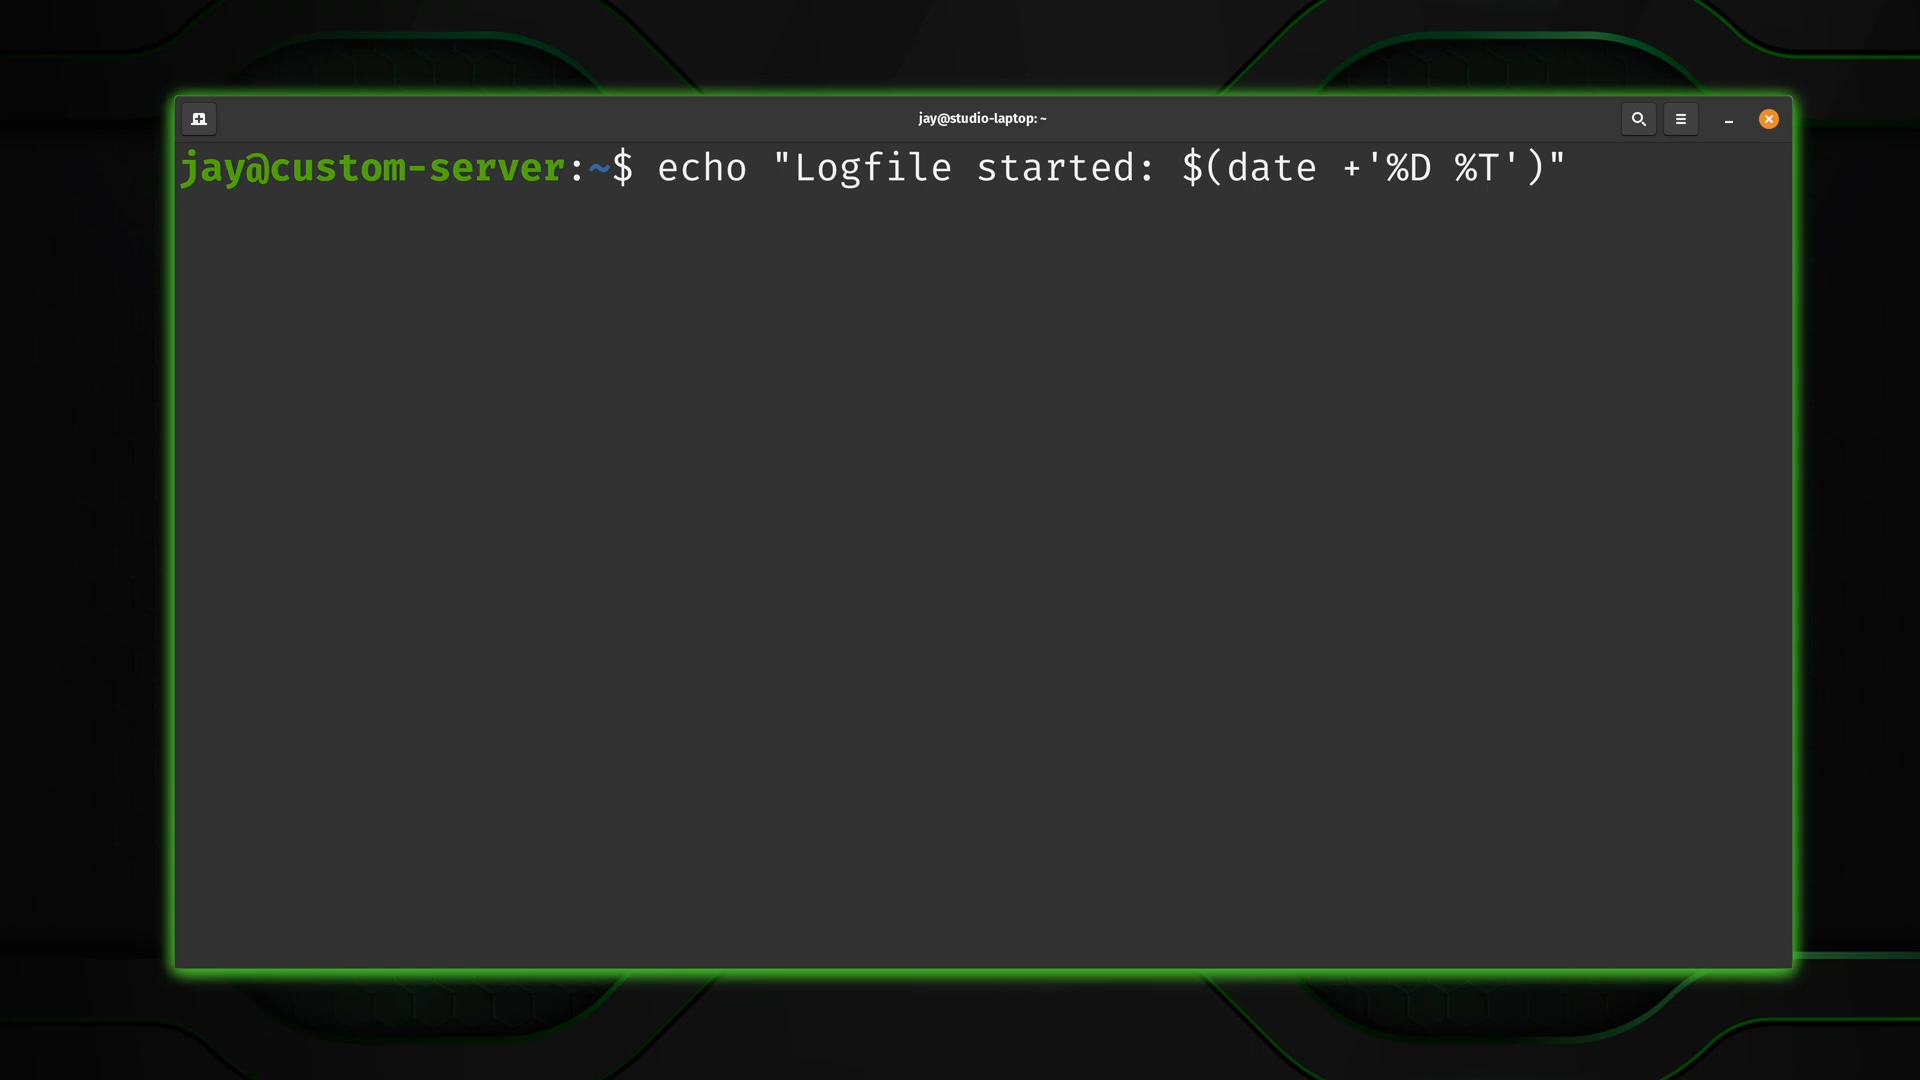 jay@studio-laptop: ~
jay@custom-server:~$ echo "Logfile started: $(date +'%D %T')"